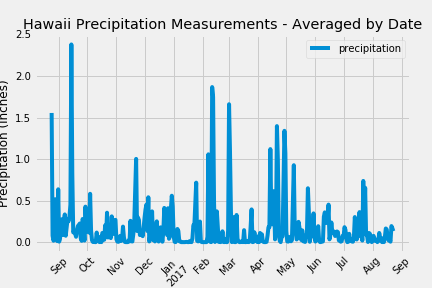 Hawaii Precipitation Measurements - Averaged by Date
precipitation
Precipitation (inches)
2.5
2.0
1.5
1.0
0.5
0.0
Sep
Oct
Nov
Dec
Jan
2017
Feb
Mar
Apr
May
Jun
Jul
Aug
Sep